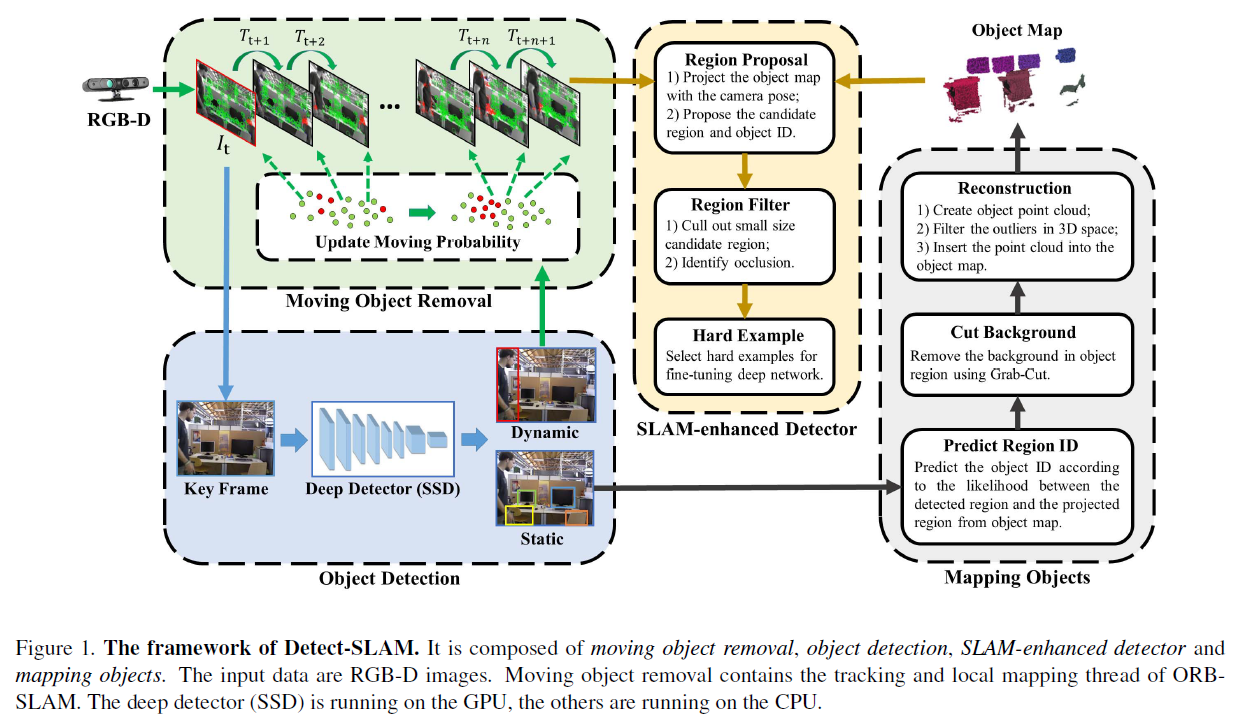 RGB-D
T_{t+1}
T_{t+2}
T_{t+n}
T_{t+n+1}
...
I_t
Update Moving Probability
Moving Object Removal
Key Frame
Deep Detector (SSD)
Dynamic
Static
Object Detection
Region Proposal
1) Project the object map
with the camera pose;
2) Propose the candidate
region and object ID.
Region Filter
1) Cull out small size
candidate region;
2) Identify occlusion.
Hard Example
Select hard examples for
fine-tuning deep network.
SLAM-enhanced Detector
Object Map
Reconstruction
1) Create object point cloud;
2) Filter the outliers in 3D space;
3) Insert the point cloud into the
object map.
Cut Background
Remove the background in object
region using Grab-Cut.
Predict Region ID
Predict the object ID according
to the likelihood between the
detected region and the projected
region from object map.
Mapping Objects
Figure 1. The framework of Detect-SLAM. It is composed of moving object removal, object detection, SLAM-enhanced detector and
mapping objects. The input data are RGB-D images. Moving object removal contains the tracking and local mapping thread of ORB-
SLAM. The deep detector (SSD) is running on the GPU, the others are running on the CPU.